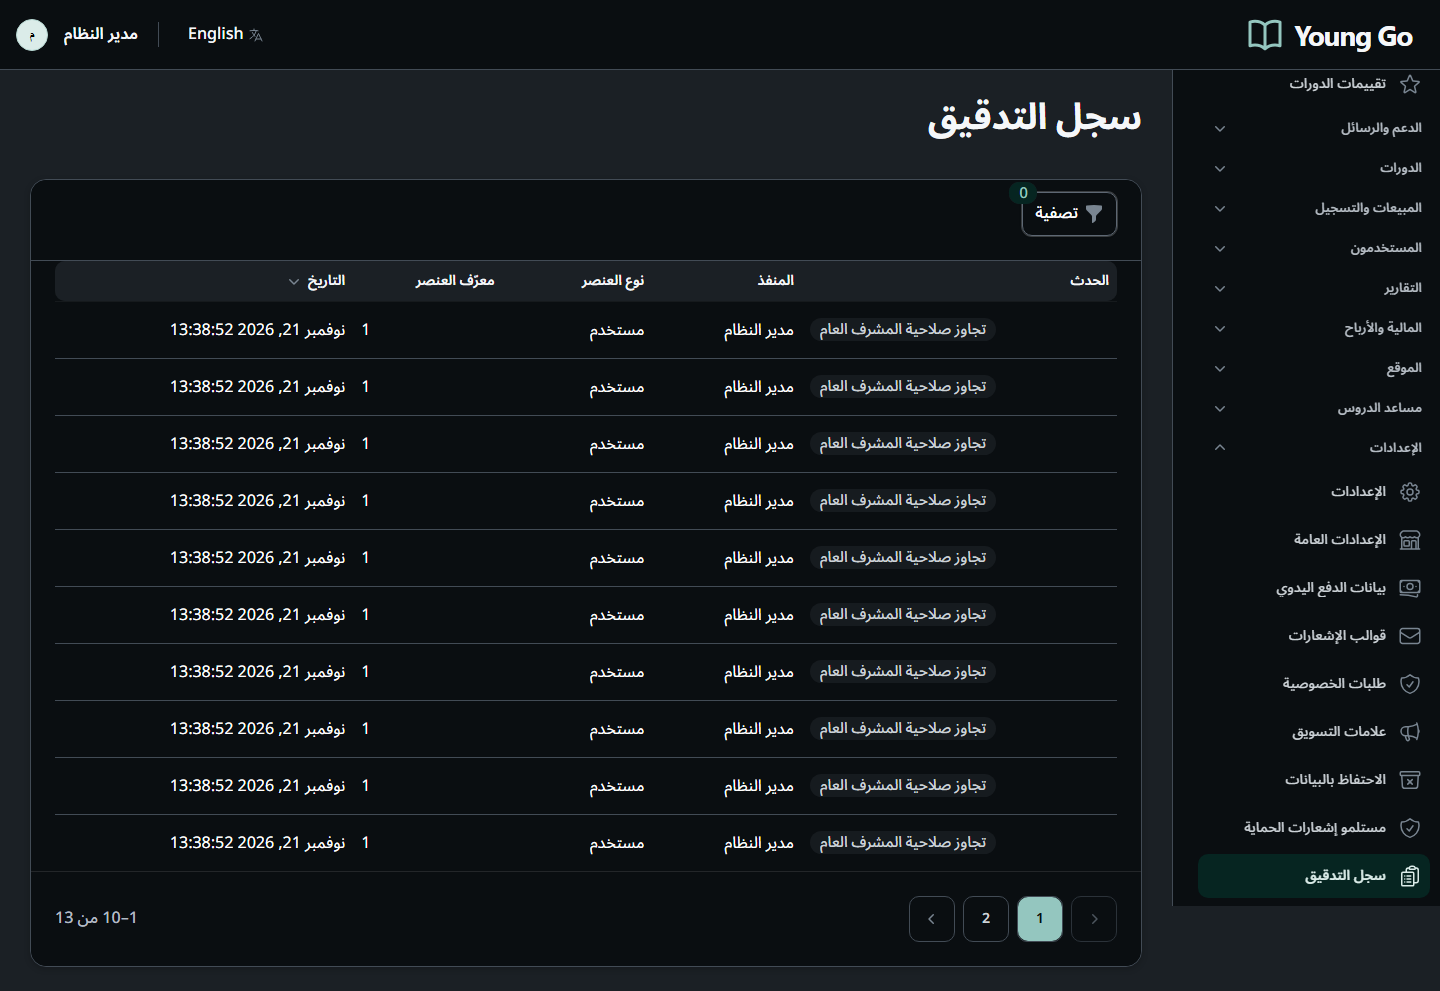 Young Go
English
مدير النظام
م
تقييمات الدورات
الدعم والرسائل
الدورات
المبيعات والتسجيل
المستخدمون
التقارير
المالية والأرباح
الموقع
مساعد الدروس
الإعدادات
الإعدادات
الإعدادات العامة
بيانات الدفع اليدوي
قوالب الإشعارات
طلبات الخصوصية
علامات التسويق
الاحتفاظ بالبيانات
مستلمو إشعارات الحماية
سجل التدقيق
سجل التدقيق
تصفية 0
الحدث المنفذ نوع العنصر معرّف العنصر التاريخ
تجاوز صلاحية المشرف العام مدير النظام مستخدم 1 نوفمبر 21, 2026 13:38:52
تجاوز صلاحية المشرف العام مدير النظام مستخدم 1 نوفمبر 21, 2026 13:38:52
تجاوز صلاحية المشرف العام مدير النظام مستخدم 1 نوفمبر 21, 2026 13:38:52
تجاوز صلاحية المشرف العام مدير النظام مستخدم 1 نوفمبر 21, 2026 13:38:52
تجاوز صلاحية المشرف العام مدير النظام مستخدم 1 نوفمبر 21, 2026 13:38:52
تجاوز صلاحية المشرف العام مدير النظام مستخدم 1 نوفمبر 21, 2026 13:38:52
تجاوز صلاحية المشرف العام مدير النظام مستخدم 1 نوفمبر 21, 2026 13:38:52
تجاوز صلاحية المشرف العام مدير النظام مستخدم 1 نوفمبر 21, 2026 13:38:52
تجاوز صلاحية المشرف العام مدير النظام مستخدم 1 نوفمبر 21, 2026 13:38:52
تجاوز صلاحية المشرف العام مدير النظام مستخدم 1 نوفمبر 21, 2026 13:38:52
1 2
1–10 من 13